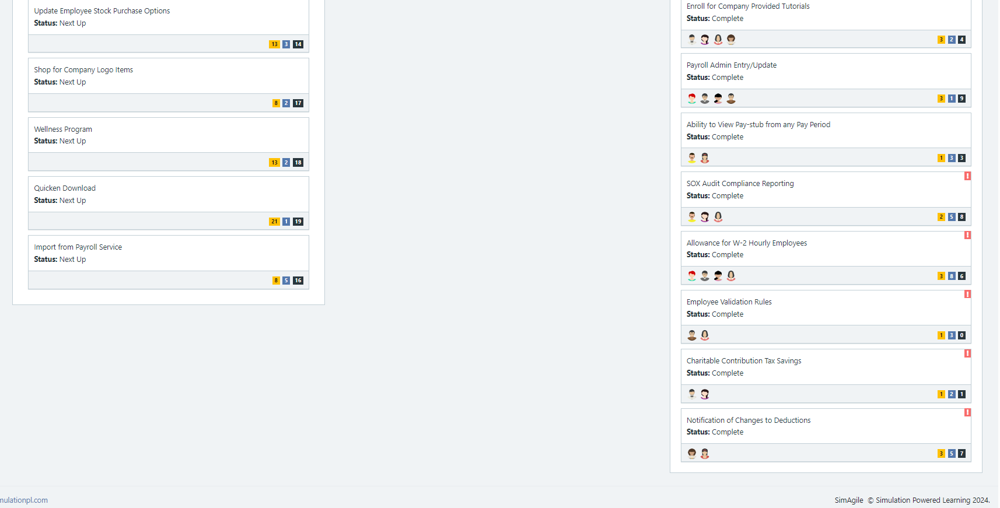 Update Employee Stock Purchase Options
Status: Next Up
13 3 14
Shop for Company Logo Items
Status: Next Up
8 2 17
Wellness Program
Status: Next Up
13 2 18
Quicken Download
Status: Next Up
21 1 19
Import from Payroll Service
Status: Next Up
8 5 16
Enroll for Company Provided Tutorials
Status: Complete
3 2 4
Payroll Admin Entry/Update
Status: Complete
3 1 9
Ability to View Pay-stub from any Pay Period
Status: Complete
1 3 3
!
SOX Audit Compliance Reporting
Status: Complete
2 5 8
!
Allowance for W-2 Hourly Employees
Status: Complete
3 8 6
!
Employee Validation Rules
Status: Complete
1 3 0
!
Charitable Contribution Tax Savings
Status: Complete
1 2 1
!
Notification of Changes to Deductions
Status: Complete
3 5 7
mulationpl.com
SimAgile © Simulation Powered Learning 2024.